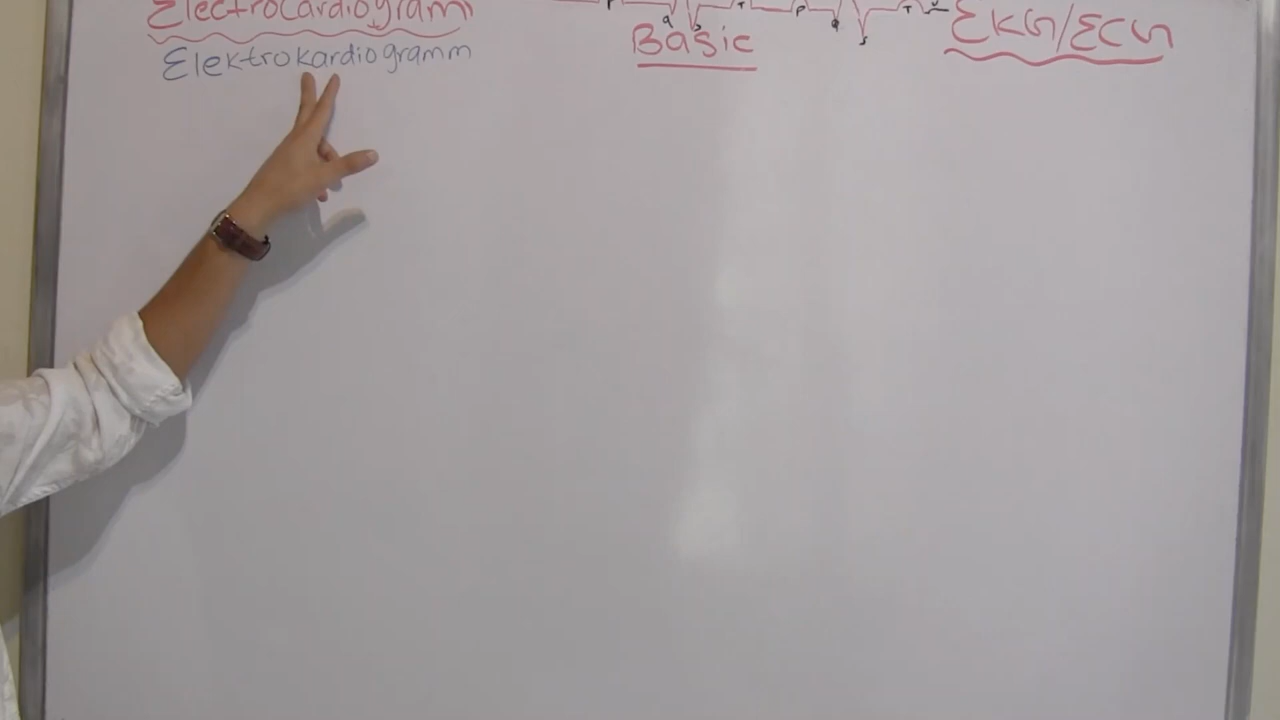 Electrocardiogram
Elektrokardiogramm
P q s T P q s T u
Basic
EKG/ECG